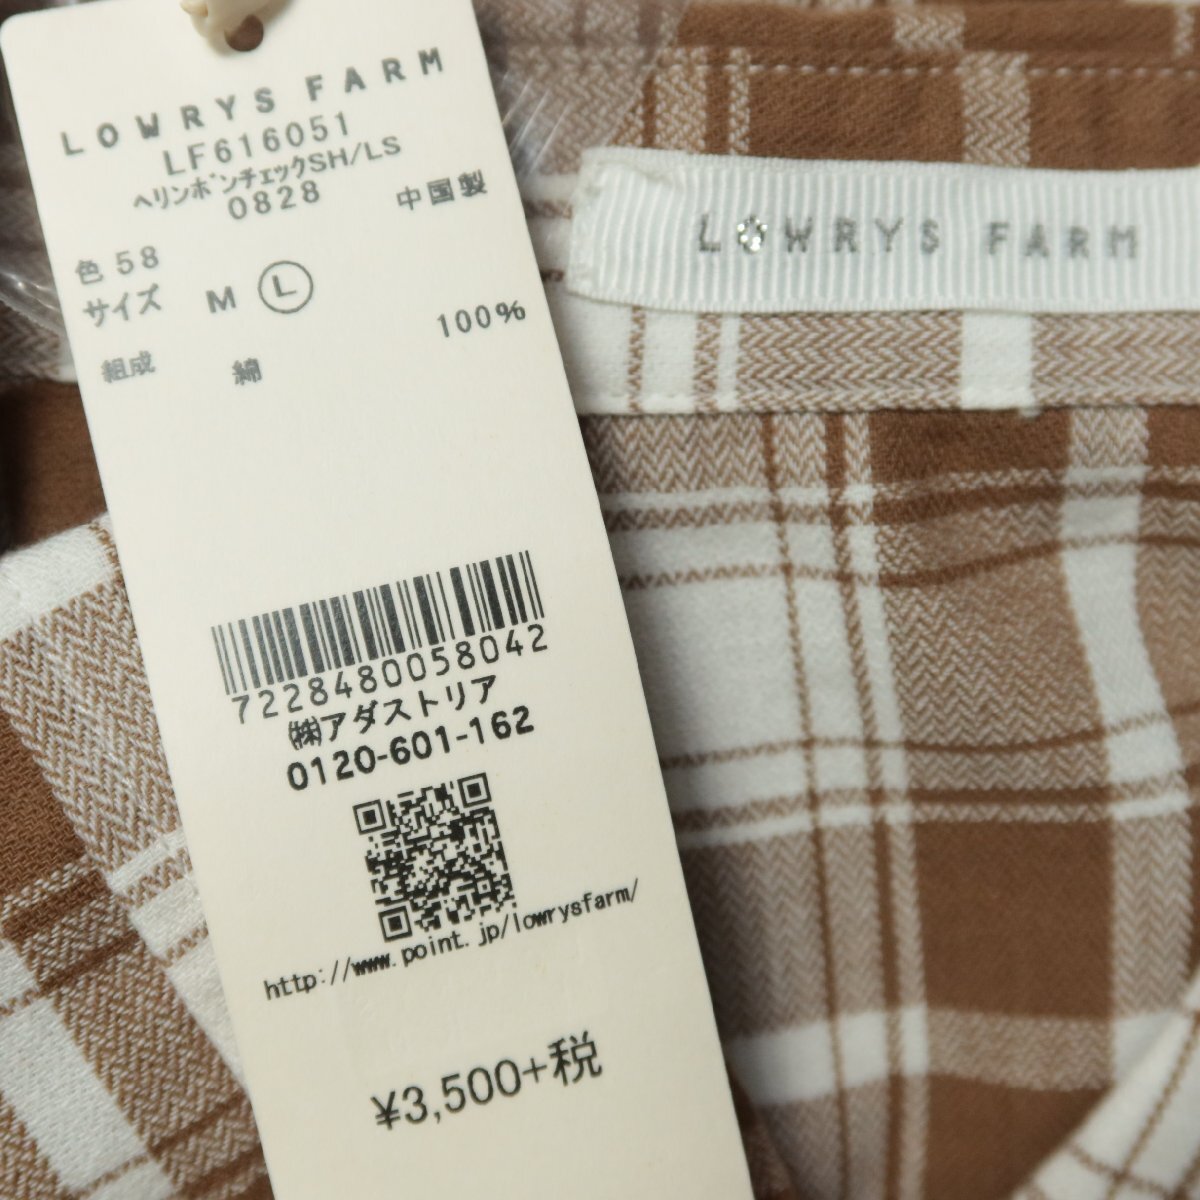 LOWRYS FARM
LF616051
ヘリンボンチェックSH/LS
0828 中国製
色 58
サイズ M L
組成 綿 100%
7228480058042
㈱アダストリア
0120-601-162
http://www.point.jp/lowrysfarm/
¥3,500+税
LOWRYS FARM